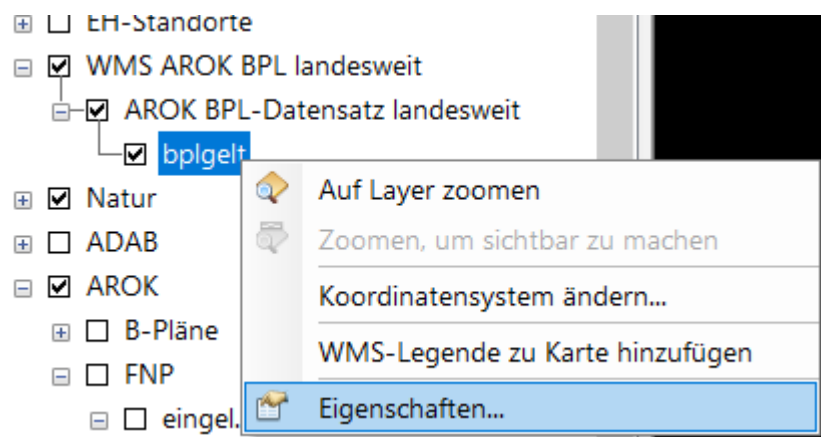 EH-Standorte
WMS AROK BPL landesweit
AROK BPL-Datensatz landesweit
bplgelt
Natur
ADAB
AROK
B-Pläne
FNP
eingel.
Auf Layer zoomen
Zoomen, um sichtbar zu machen
Koordinatensystem ändern...
WMS-Legende zu Karte hinzufügen
Eigenschaften...